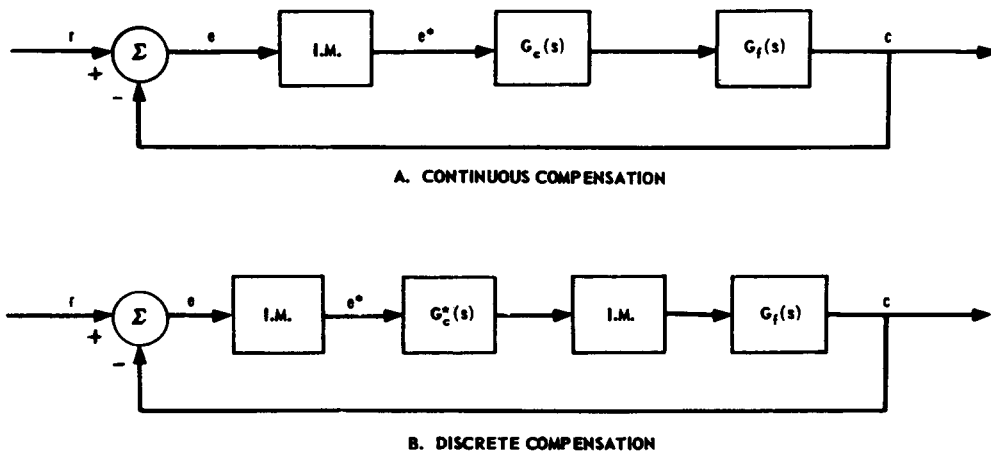 r e I.M. e* G_c(s) G_f(s) c
+ Σ
-
A. CONTINUOUS COMPENSATION
r e I.M. e* G_c^*(s) I.M. G_f(s) c
+ Σ
-
B. DISCRETE COMPENSATION